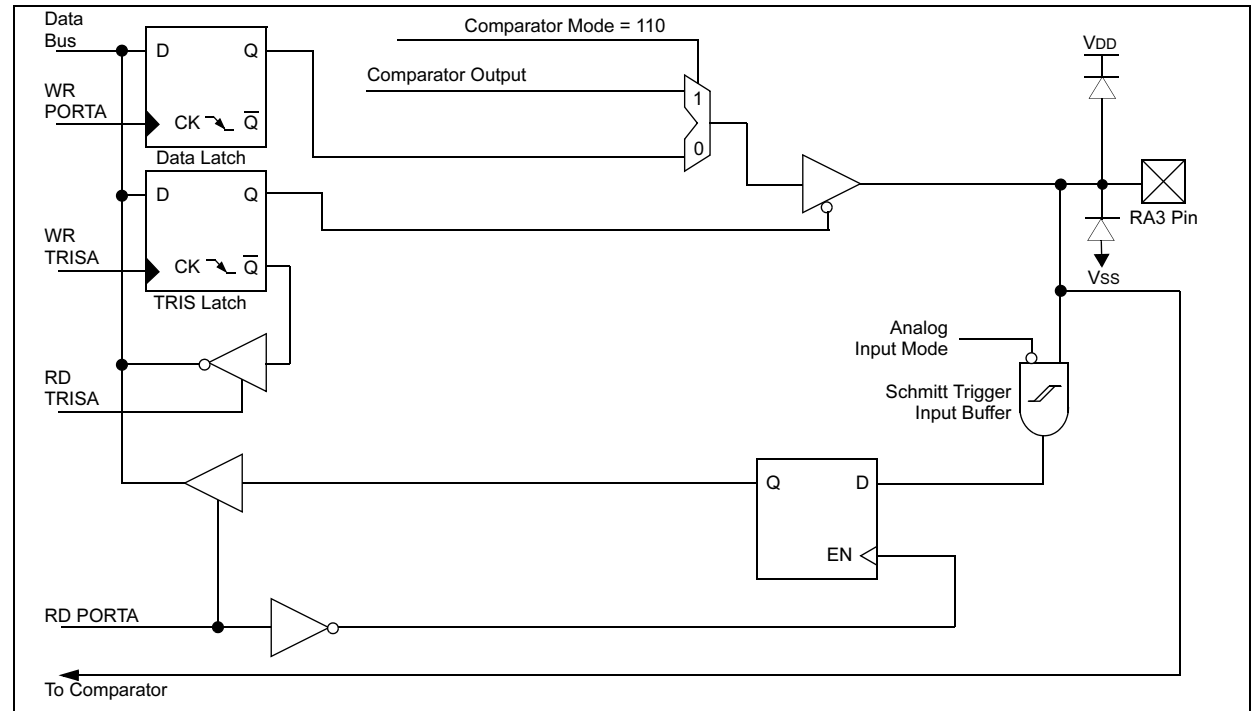 Data
Bus
Comparator Mode = 110
D
Q
VDD
Comparator Output
WR
PORTA
1
CK
Q
0
Data Latch
D
Q
RA3 Pin
WR
TRISA
CK
Q
VSS
TRIS Latch
Analog
Input Mode
RD
TRISA
Schmitt Trigger
Input Buffer
Q
D
EN
RD PORTA
To Comparator